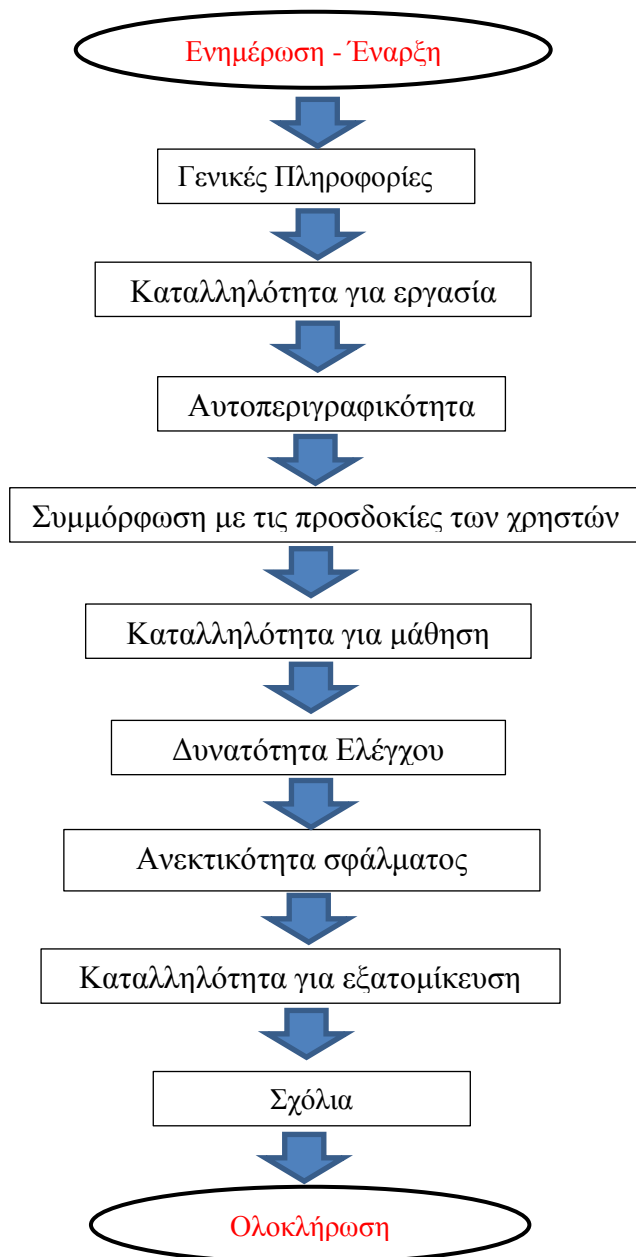 Ενημέρωση - Έναρξη
Γενικές Πληροφορίες
Καταλληλότητα για εργασία
Αυτοπεριγραφικότητα
Συμμόρφωση με τις προσδοκίες των χρηστών
Καταλληλότητα για μάθηση
Δυνατότητα Ελέγχου
Ανεκτικότητα σφάλματος
Καταλληλότητα για εξατομίκευση
Σχόλια
Ολοκλήρωση